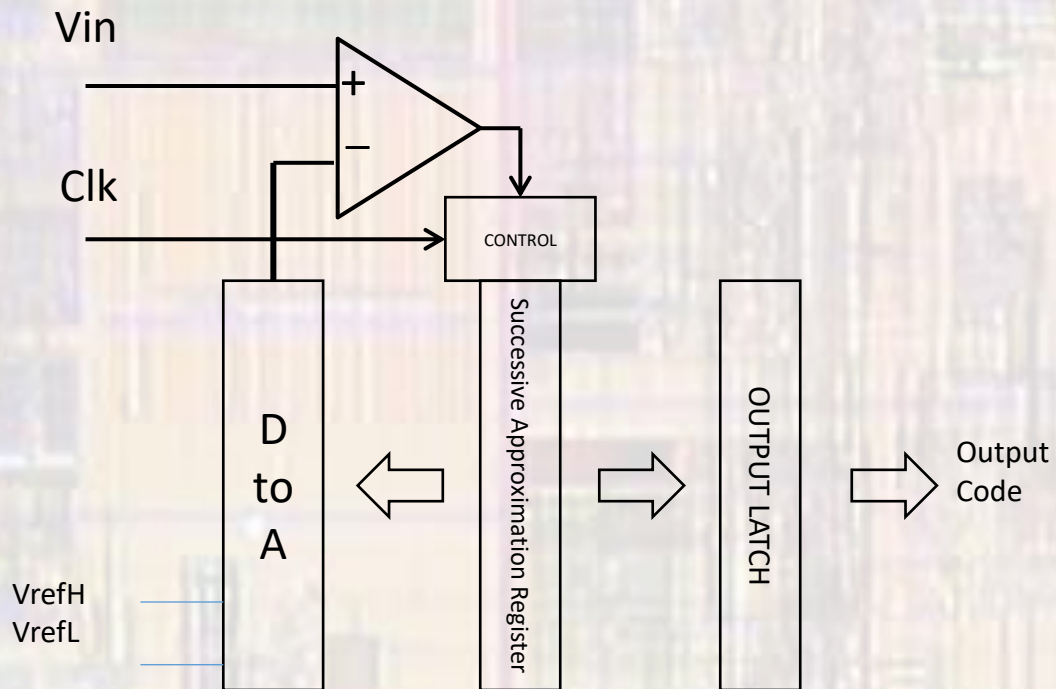 Vin
+
−
Clk
CONTROL
D
to
A
Successive Approximation Register
OUTPUT LATCH
Output
Code
VrefH
VrefL